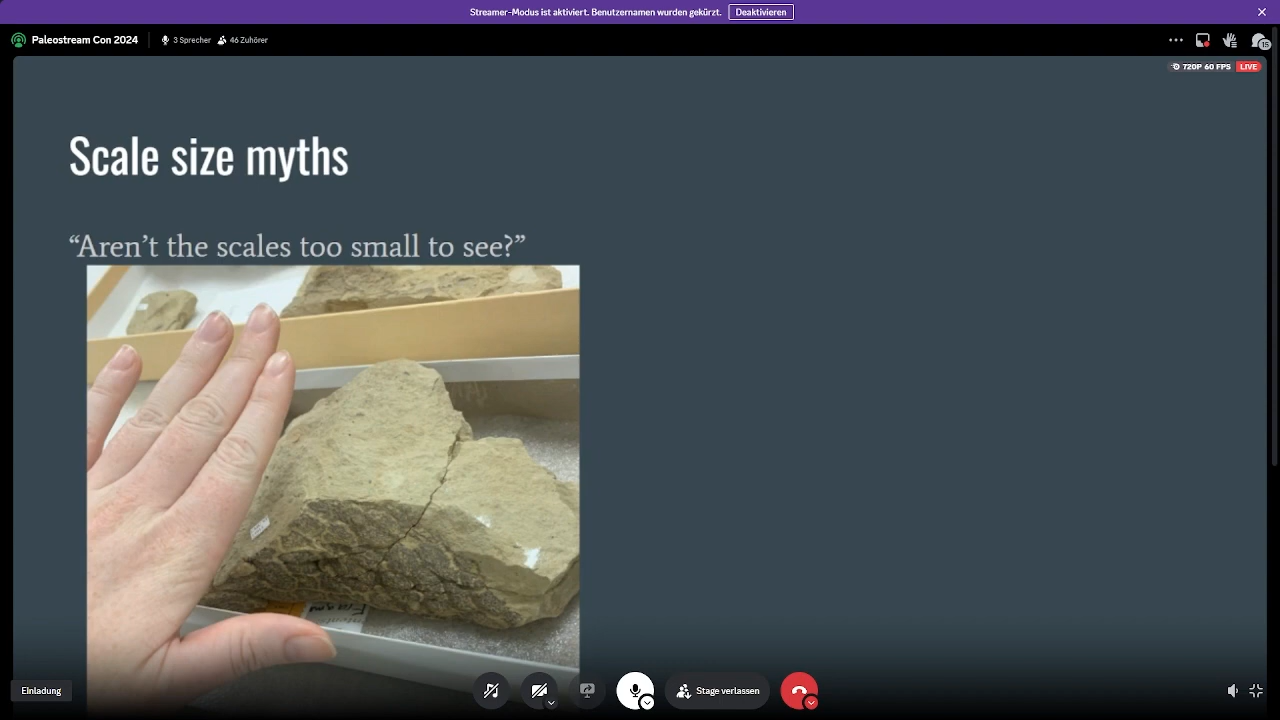 Streamer-Modus ist aktiviert. Benutzernamen wurden gekürzt. Deaktivieren
Paleostream Con 2024 3 Sprecher 46 Zuhörer
15
720P 60 FPS LIVE
Scale size myths
“Aren’t the scales too small to see?”
Einladung
Stage verlassen